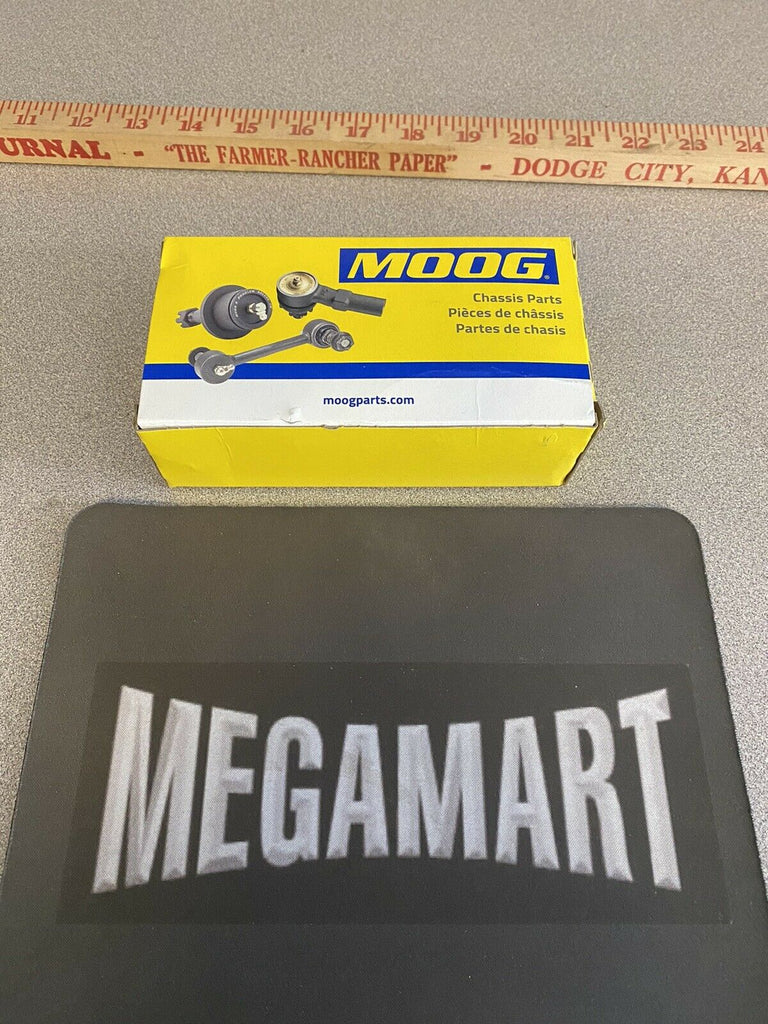 11 12 13 14 15 16 17 18 19 20 21 22 23 24
URNAL - "THE FARMER-RANCHER PAPER" - DODGE CITY, KAN
MOOG
Chassis Parts
Pièces de châssis
Partes de chasis
moogparts.com
MEGAMART